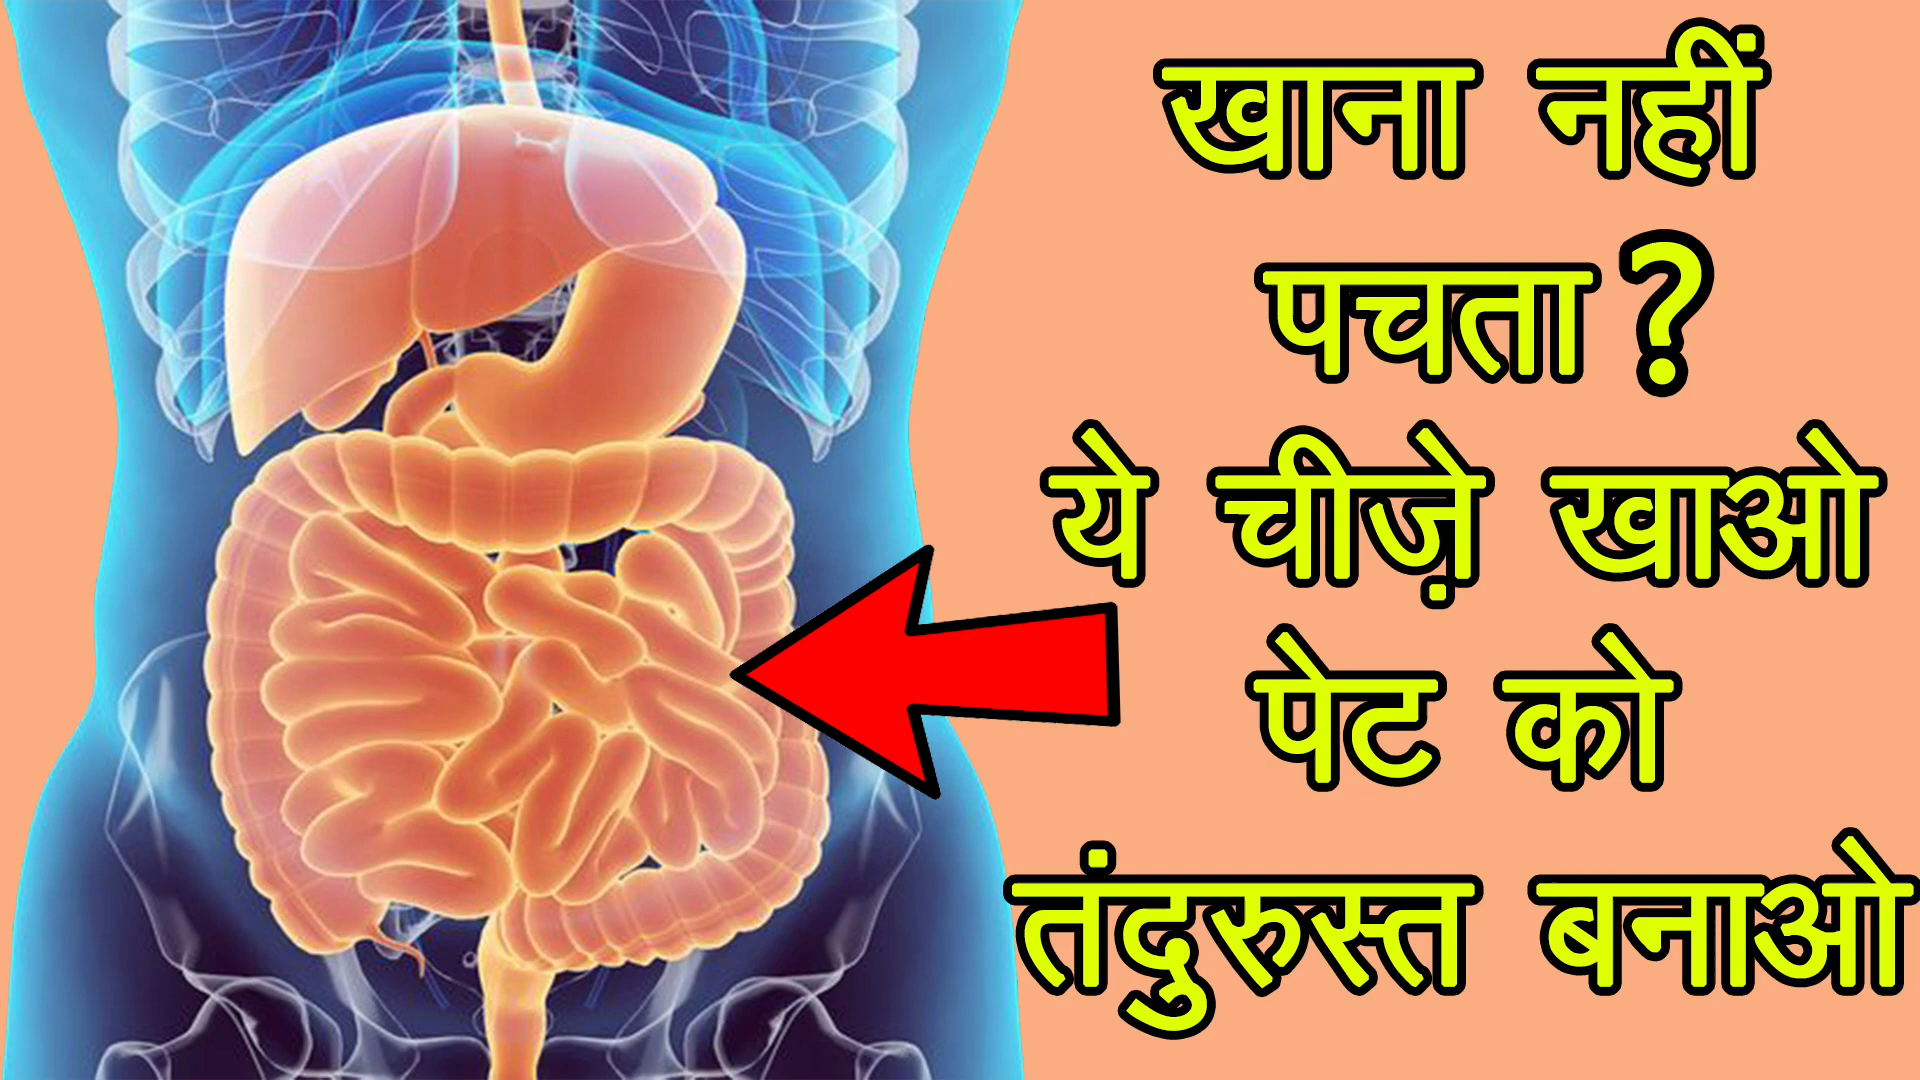 खाना नहीं
पचता?
ये चीज़े खाओ
पेट को
तंदुरुस्त बनाओ